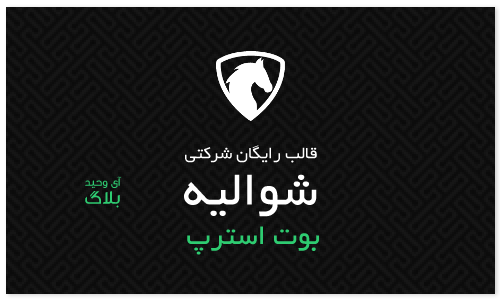 قالب رایگان شرکتی
شوالیه
بوت استرپ
آی وحید
بلاگ